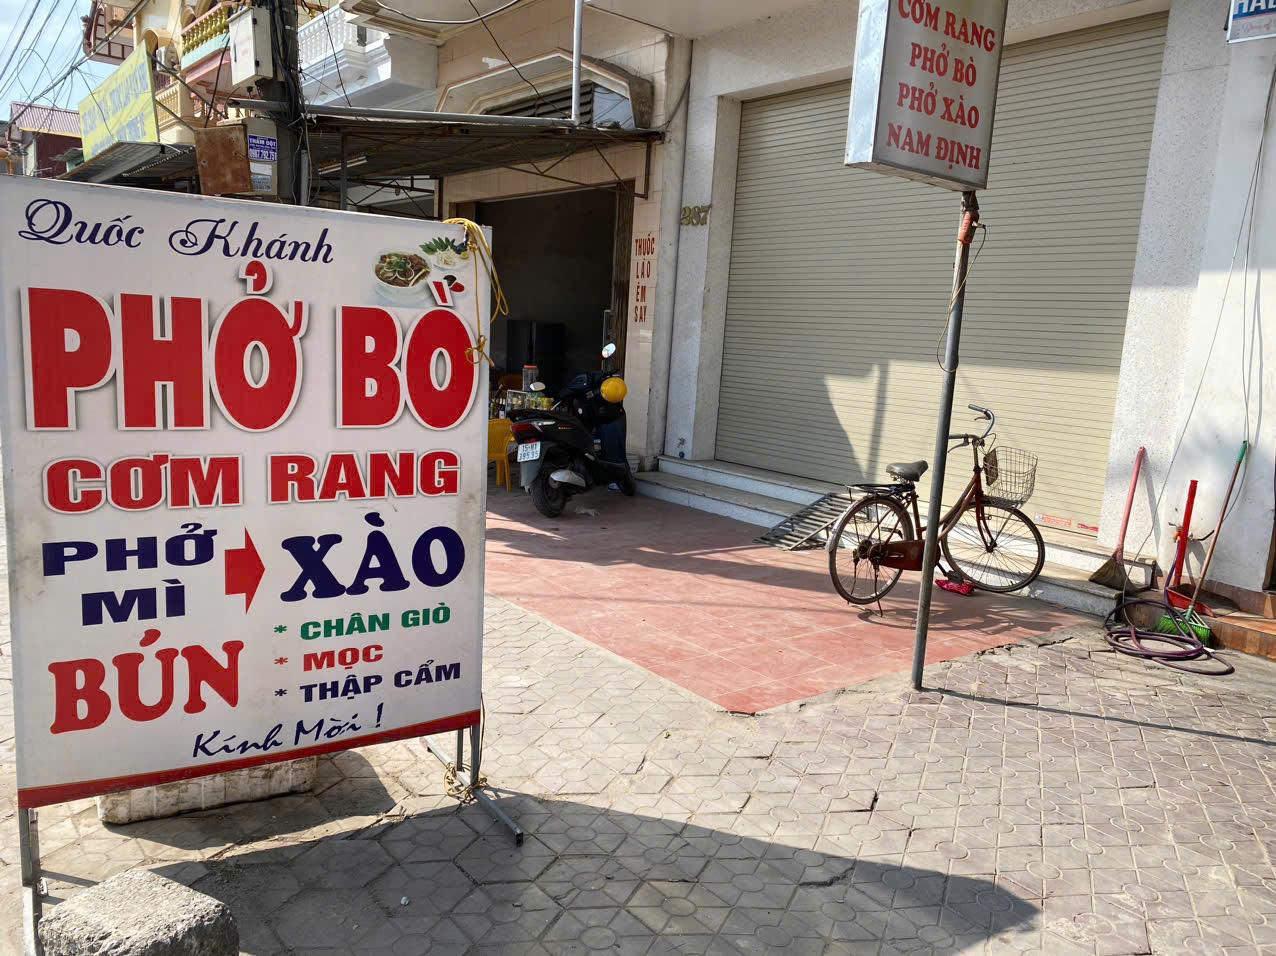 Quốc Khánh
PHỞ BÒ
CƠM RANG
PHỞ
MÌ
XÀO
BÚN
* CHÂN GIÒ
* MỌC
* THẬP CẨM
Kính Mời !
CƠM RANG
PHỞ BÒ
PHỞ XÀO
NAM ĐỊNH
287
THUỐC
LÀO
ÊM
SAY